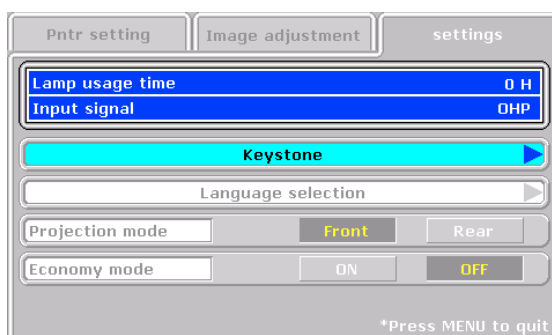 Pntr setting Image adjustment settings
Lamp usage time 0 H
Input signal OHP
Keystone
Language selection
Projection mode Front Rear
Economy mode ON OFF
*Press MENU to quit